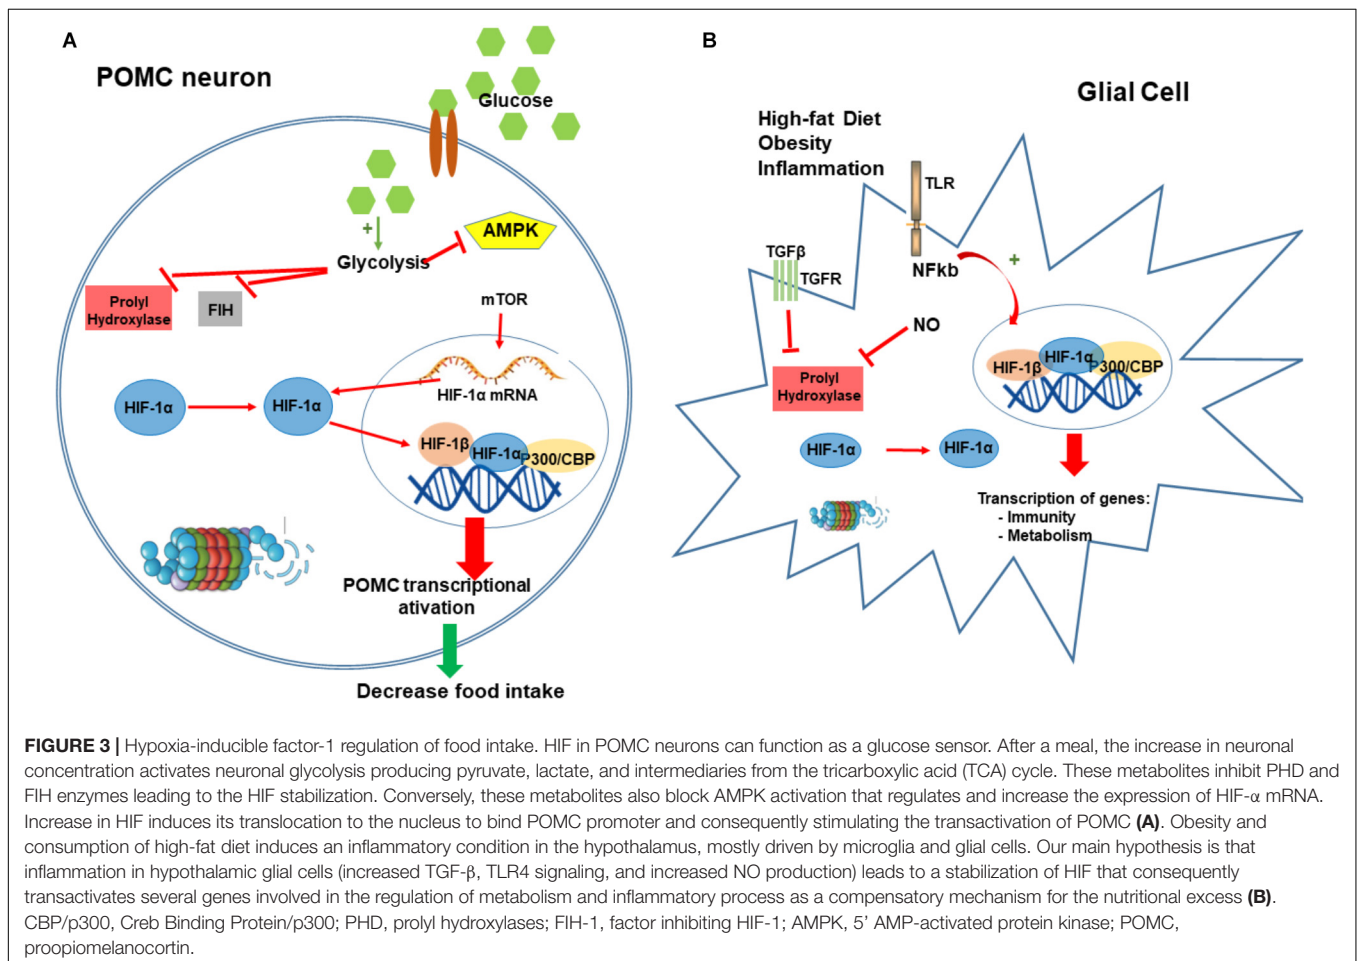 A
POMC neuron
Glucose
+
AMPK
Glycolysis
Prolyl
Hydroxylase
FIH
mTOR
HIF-1α mRNA
HIF-1α
HIF-1α
HIF-1β
HIF-1α
P300/CBP
POMC transcriptional
ativation
Decrease food intake
B
Glial Cell
High-fat Diet
Obesity
Inflammation
TLR
TGFβ
TGFR
NFkb
+
NO
Prolyl
Hydroxylase
HIF-1β
HIF-1α
P300/CBP
HIF-1α
HIF-1α
Transcription of genes:
- Immunity
- Metabolism
FIGURE 3 | Hypoxia-inducible factor-1 regulation of food intake. HIF in POMC neurons can function as a glucose sensor. After a meal, the increase in neuronal
concentration activates neuronal glycolysis producing pyruvate, lactate, and intermediaries from the tricarboxylic acid (TCA) cycle. These metabolites inhibit PHD and
FIH enzymes leading to the HIF stabilization. Conversely, these metabolites also block AMPK activation that regulates and increase the expression of HIF-α mRNA.
Increase in HIF induces its translocation to the nucleus to bind POMC promoter and consequently stimulating the transactivation of POMC (A). Obesity and
consumption of high-fat diet induces an inflammatory condition in the hypothalamus, mostly driven by microglia and glial cells. Our main hypothesis is that
inflammation in hypothalamic glial cells (increased TGF-β, TLR4 signaling, and increased NO production) leads to a stabilization of HIF that consequently
transactivates several genes involved in the regulation of metabolism and inflammatory process as a compensatory mechanism for the nutritional excess (B).
CBP/p300, Creb Binding Protein/p300; PHD, prolyl hydroxylases; FIH-1, factor inhibiting HIF-1; AMPK, 5' AMP-activated protein kinase; POMC,
proopiomelanocortin.